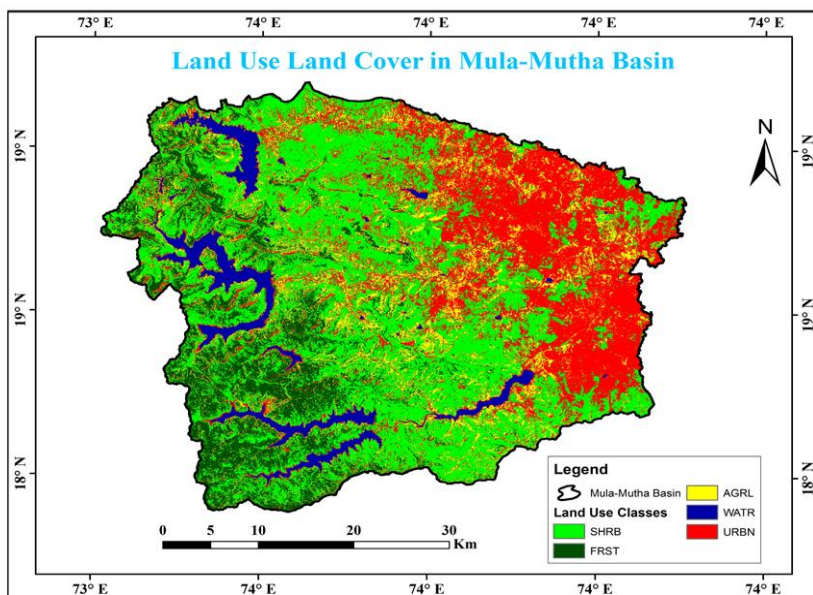 73° E 74° E 74° E 74° E 74° E
Land Use Land Cover in Mula-Mutha Basin
N
19° N 19° N
19° N 19° N
18° N 18° N
Legend
Mula-Mutha Basin
Land Use Classes
SHRB
FRST
AGRL
WATR
URBN
0 5 10 20 30
Km
73° E 74° E 74° E 74° E 74° E